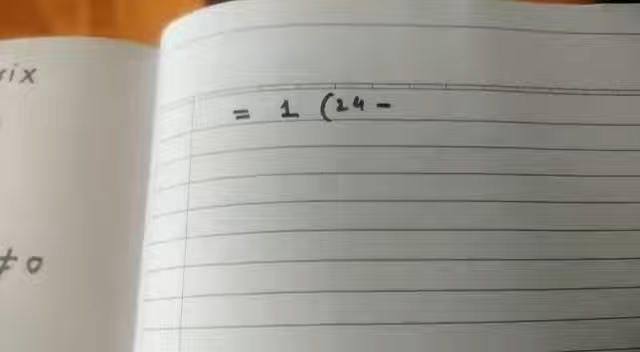 rix
= 1 (24 -
≠ 0